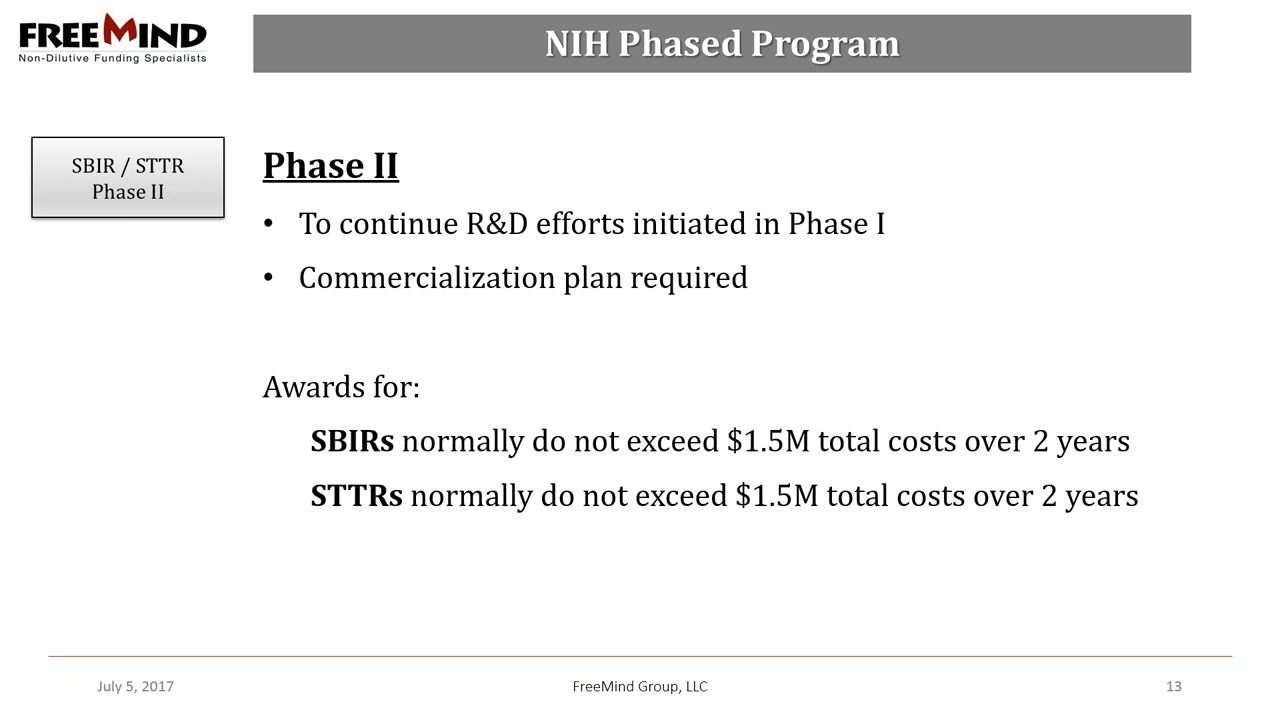 FREEMIND
Non-Dilutive Funding Specialists
NIH Phased Program
SBIR / STTR
Phase II
Phase II
• To continue R&D efforts initiated in Phase I
• Commercialization plan required
Awards for:
SBIRs normally do not exceed $1.5M total costs over 2 years
STTRs normally do not exceed $1.5M total costs over 2 years
July 5, 2017
FreeMind Group, LLC
13